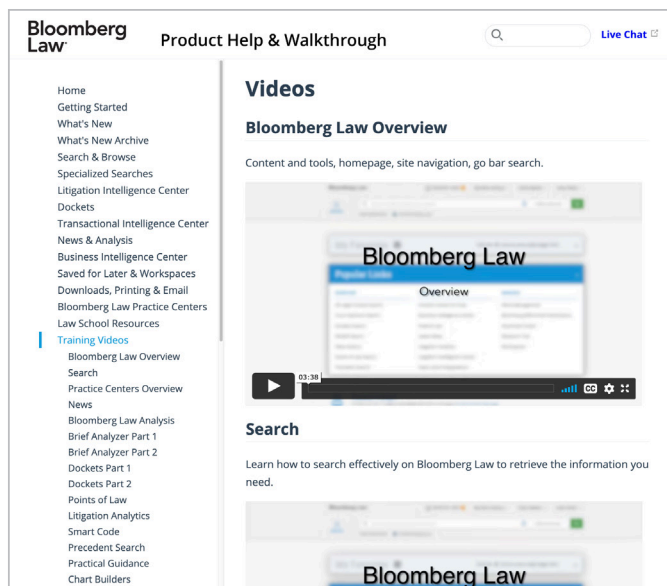 Bloomberg
Law
Product Help & Walkthrough
Live Chat
Home
Getting Started
What's New
What's New Archive
Search & Browse
Specialized Searches
Litigation Intelligence Center
Dockets
Transactional Intelligence Center
News & Analysis
Business Intelligence Center
Saved for Later & Workspaces
Downloads, Printing & Email
Bloomberg Law Practice Centers
Law School Resources
Training Videos
Bloomberg Law Overview
Search
Practice Centers Overview
News
Bloomberg Law Analysis
Brief Analyzer Part 1
Brief Analyzer Part 2
Dockets Part 1
Dockets Part 2
Points of Law
Litigation Analytics
Smart Code
Precedent Search
Practical Guidance
Chart Builders
Videos
Bloomberg Law Overview
Content and tools, homepage, site navigation, go bar search.
Popular Links
Bloomberg Law
Overview
03:38
CC
Search
Learn how to search effectively on Bloomberg Law to retrieve the information you
need.
Bloomberg Law